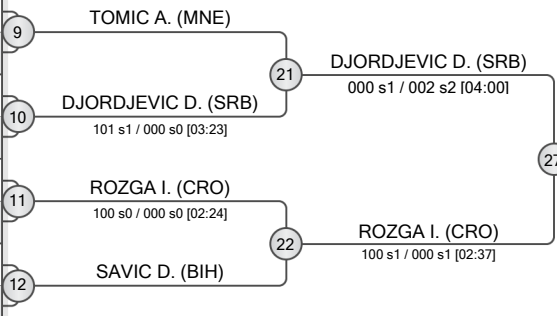 TOMIC A. (MNE)
9
21
DJORDJEVIC D. (SRB)
000 s1 / 002 s2 [04:00]
DJORDJEVIC D. (SRB)
10
101 s1 / 000 s0 [03:23]
27
ROZGA I. (CRO)
11
100 s0 / 000 s0 [02:24]
22
ROZGA I. (CRO)
100 s1 / 000 s1 [02:37]
SAVIC D. (BIH)
12